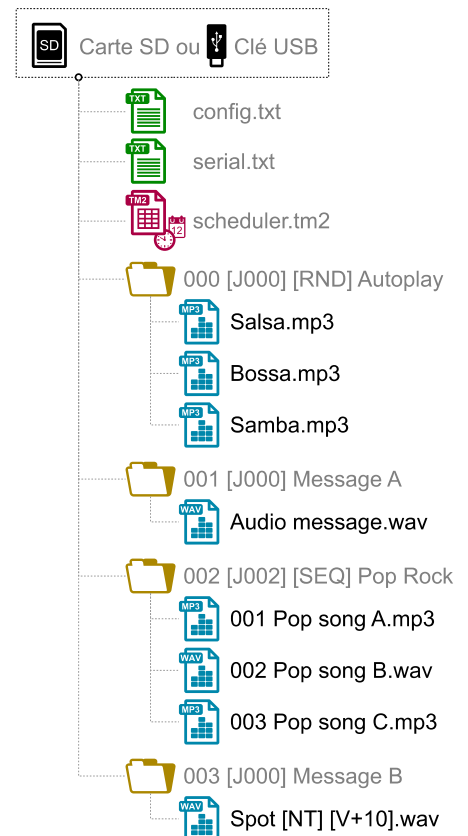 SD Carte SD ou Clé USB
TXT config.txt
TXT serial.txt
TM2 12 scheduler.tm2
000 [J000] [RND] Autoplay
MP3 Salsa.mp3
MP3 Bossa.mp3
MP3 Samba.mp3
001 [J000] Message A
WAV Audio message.wav
002 [J002] [SEQ] Pop Rock
MP3 001 Pop song A.mp3
WAV 002 Pop song B.wav
MP3 003 Pop song C.mp3
003 [J000] Message B
WAV Spot [NT] [V+10].wav